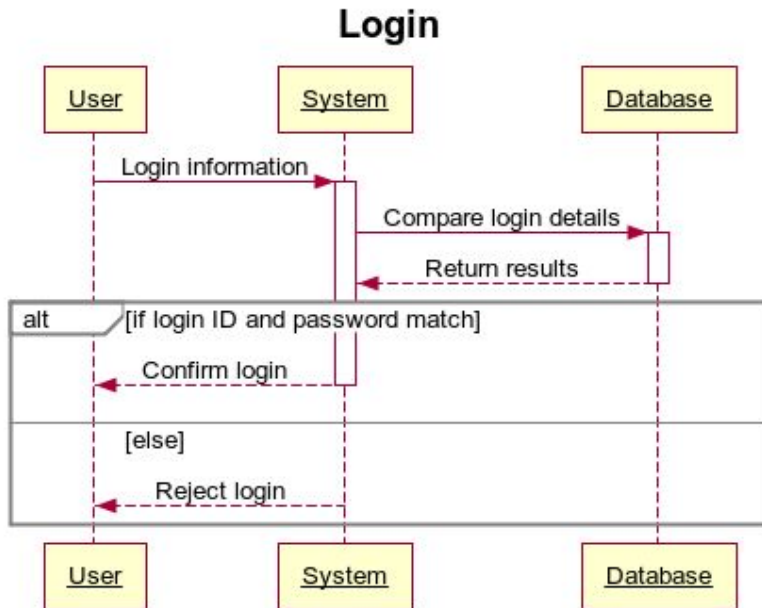 Login
User System Database
Login information
Compare login details
Return results
alt [if login ID and password match]
Confirm login
[else]
Reject login
User System Database